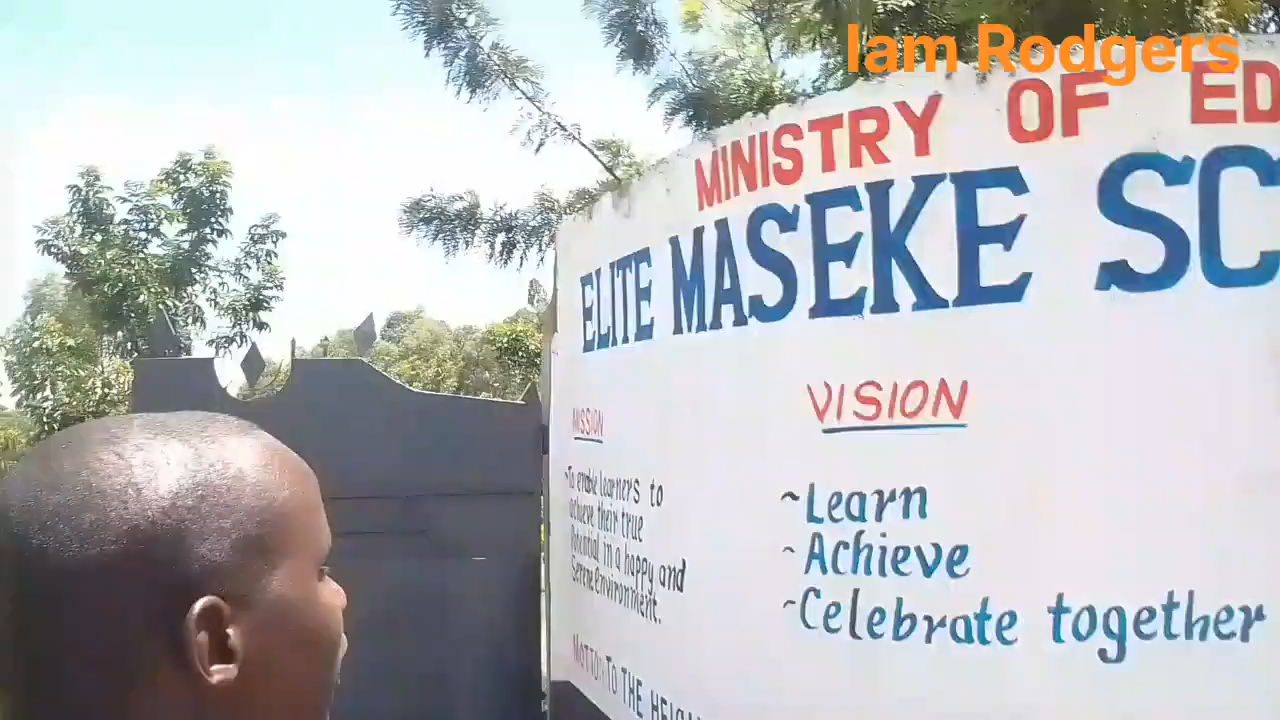 Iam Rodgers
MINISTRY OF ED
ELITE MASEKE SC
MISSION
~To enable learners to
achieve their true
Potential in a happy and
Serene environment.
VISION
~Learn
~Achieve
~Celebrate together
MOTTO: TO THE HEIGH